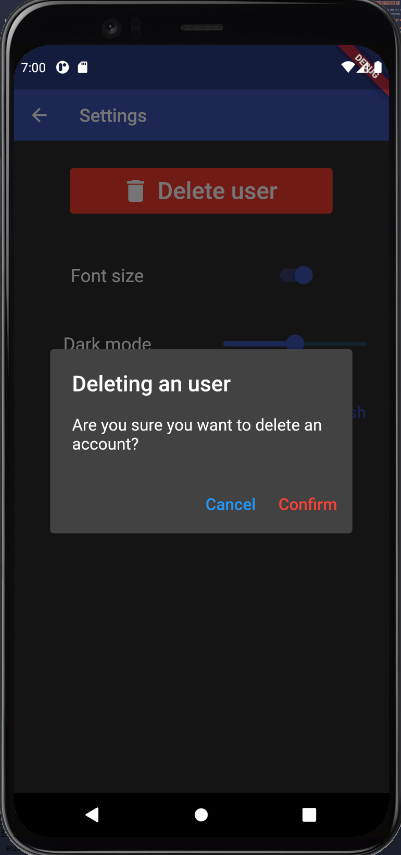 7:00
DEBUG
Settings
Delete user
Font size
Dark mode
sh
Deleting an user
Are you sure you want to delete an
account?
Cancel
Confirm